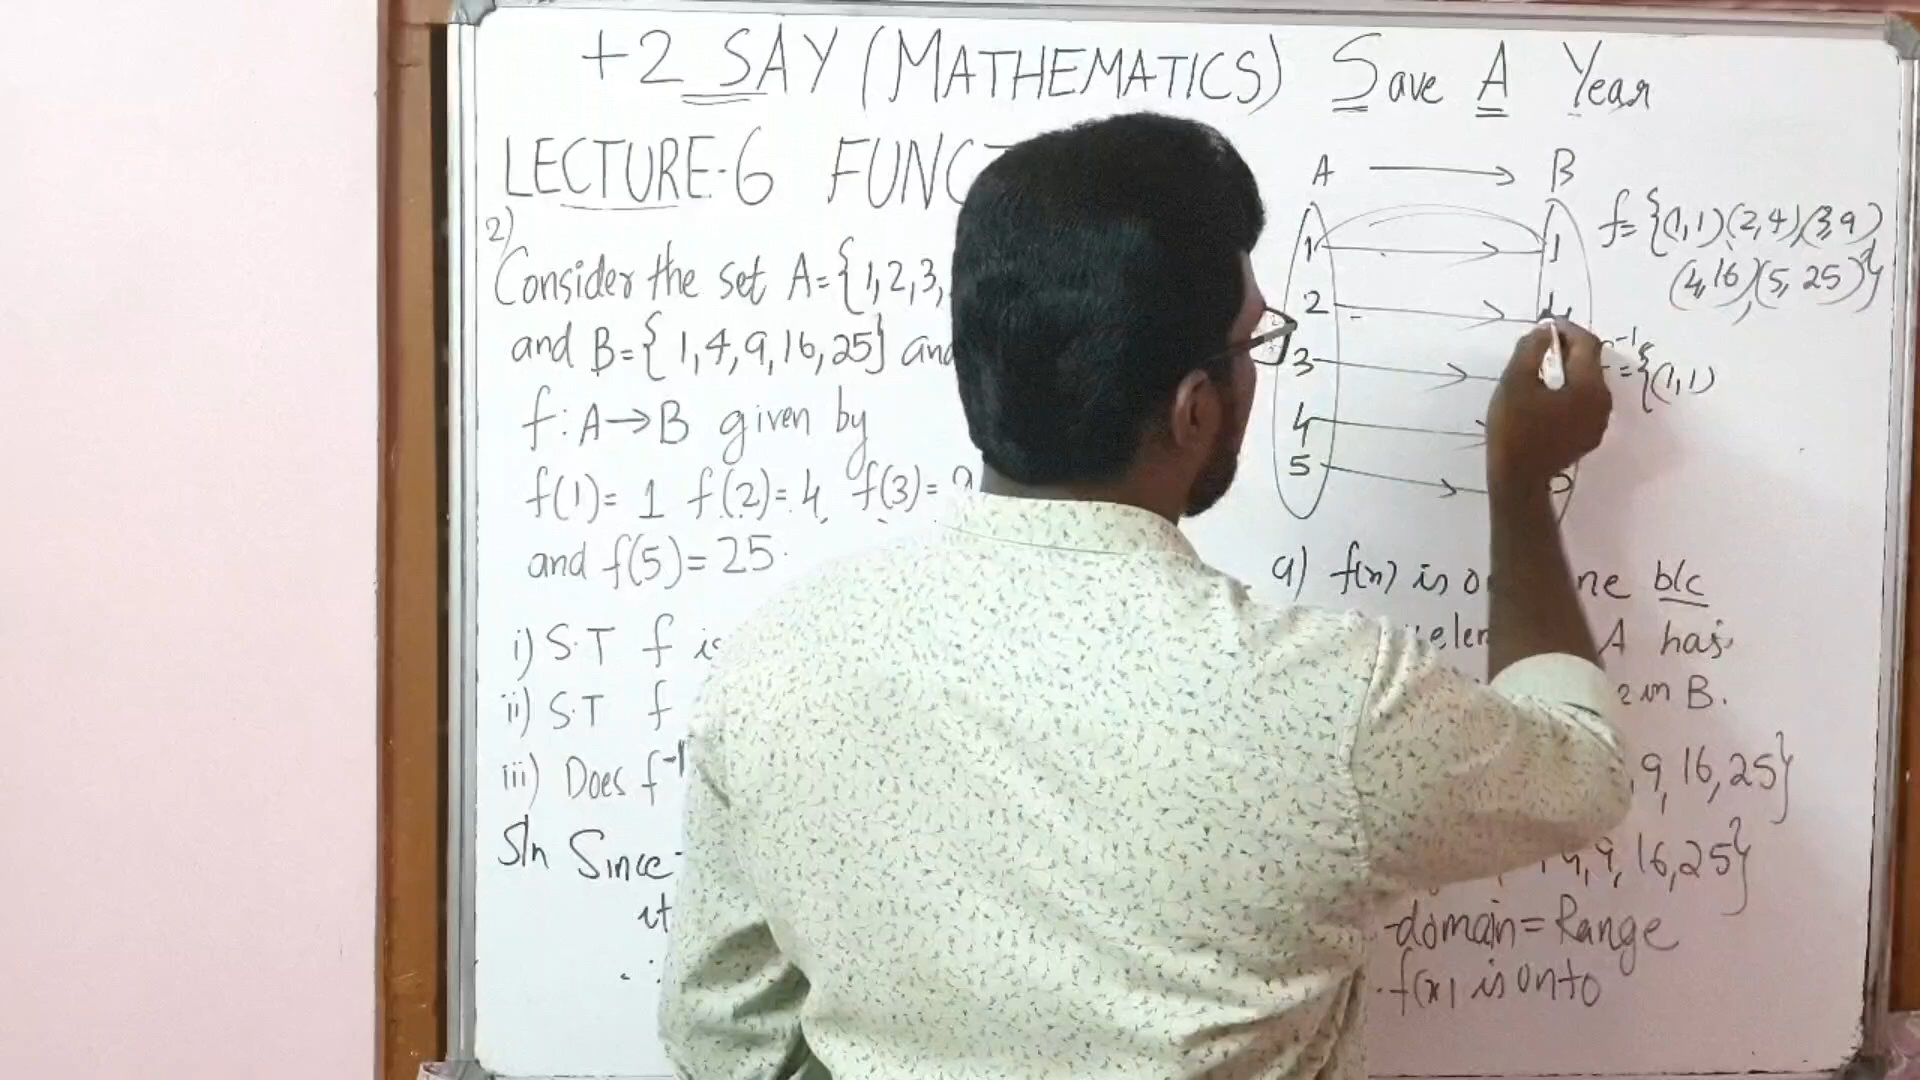 +2 SAY (MATHEMATICS) Save A Year
LECTURE-6 FUNCT
2)
Consider the set A={1,2,3,
and B={1,4,9,16,25} and
f:A→B given by
f(1)=1 f(2)=4, f(3)=9
and f(5)=25.
i) S.T f is
ii) S.T f
iii) Does f⁻¹
Sln Since
it
A → B
1 1
2 4
3
4
5
f={(1,1)(2,4)(3,9)
(4,16),(5,25)}
⁻¹={(1,1)
a) f(x) is one b/c
A has
in B.
,9,16,25}
,4,9,16,25}
-domain=Range
f(x) is onto